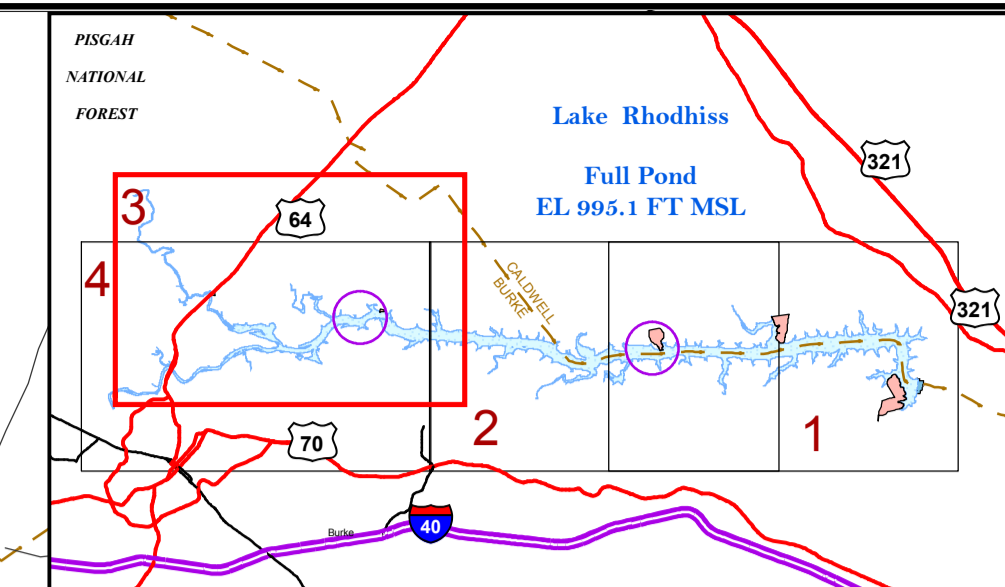 PISGAH
NATIONAL
FOREST
Lake Rhodhiss
Full Pond
EL 995.1 FT MSL
321
3
64
4
CALDWELL
BURKE
321
2
1
70
Burke
40